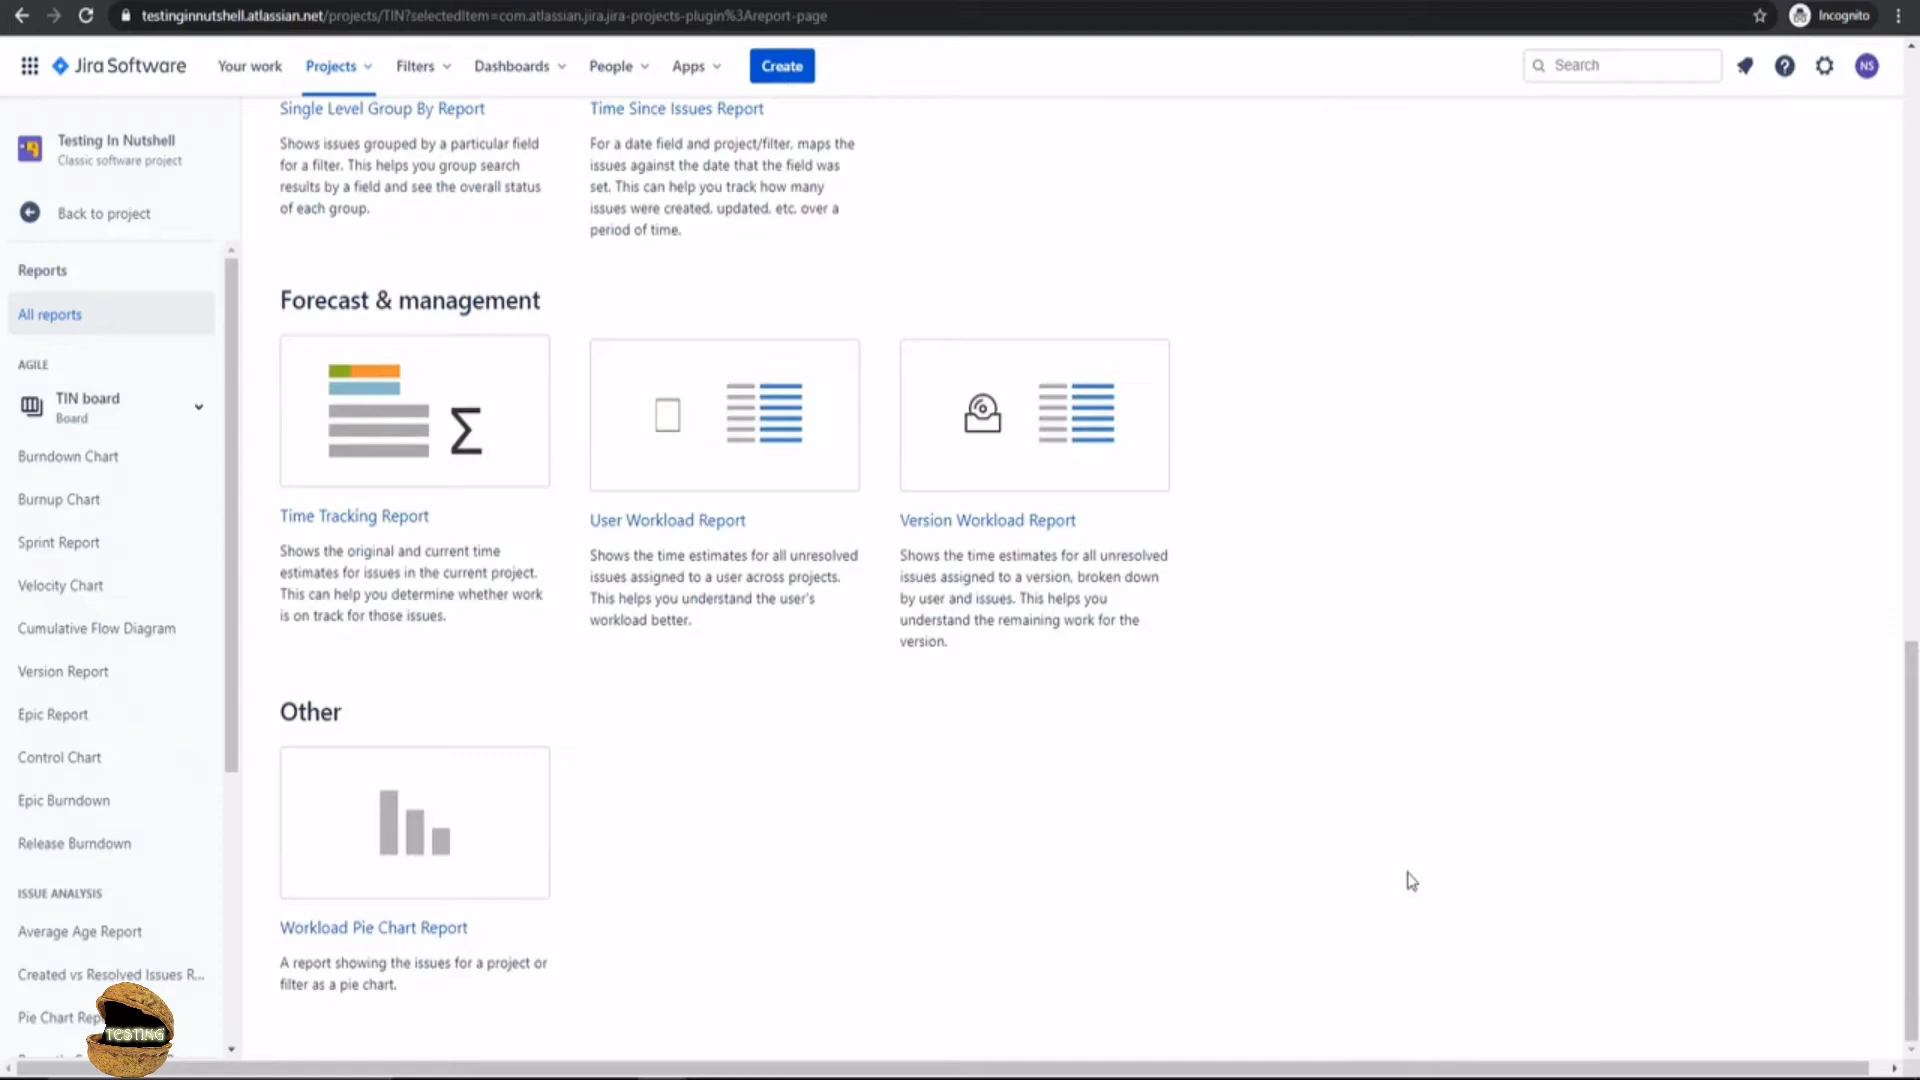 testinginnutshell.atlassian.net/projects/TIN?selectedItem=com.atlassian.jira.jira-projects-plugin%3Areport-page
Incognito
Jira Software
Your work
Projects
Filters
Dashboards
People
Apps
Create
Search
NS
Testing In Nutshell
Classic software project
Back to project
Reports
All reports
AGILE
TIN board
Board
Burndown Chart
Burnup Chart
Sprint Report
Velocity Chart
Cumulative Flow Diagram
Version Report
Epic Report
Control Chart
Epic Burndown
Release Burndown
ISSUE ANALYSIS
Average Age Report
Created vs Resolved Issues R...
Pie Chart Rep
TESTING
Single Level Group By Report
Shows issues grouped by a particular field
for a filter. This helps you group search
results by a field and see the overall status
of each group.
Time Since Issues Report
For a date field and project/filter, maps the
issues against the date that the field was
set. This can help you track how many
issues were created, updated, etc. over a
period of time.
Forecast & management
Time Tracking Report
Shows the original and current time
estimates for issues in the current project.
This can help you determine whether work
is on track for those issues.
User Workload Report
Shows the time estimates for all unresolved
issues assigned to a user across projects.
This helps you understand the user's
workload better.
Version Workload Report
Shows the time estimates for all unresolved
issues assigned to a version, broken down
by user and issues. This helps you
understand the remaining work for the
version.
Other
Workload Pie Chart Report
A report showing the issues for a project or
filter as a pie chart.